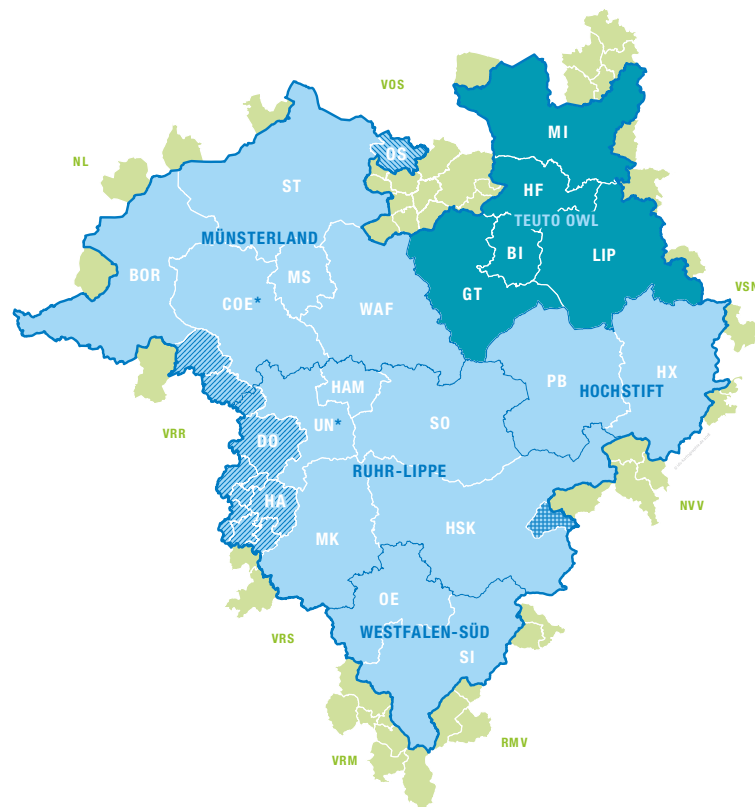 VOS
MI
OS
NL
HF
ST
TEUTO OWL
MÜNSTERLAND
BI
LIP
BOR
MS
GT
VSN
COE*
WAF
PB
HX
HAM
HOCHSTIFT
UN*
SO
VRR
DO
RUHR-LIPPE
HA
NVV
HSK
MK
OE
WESTFALEN-SÜD
VRS
SI
RMV
VRM